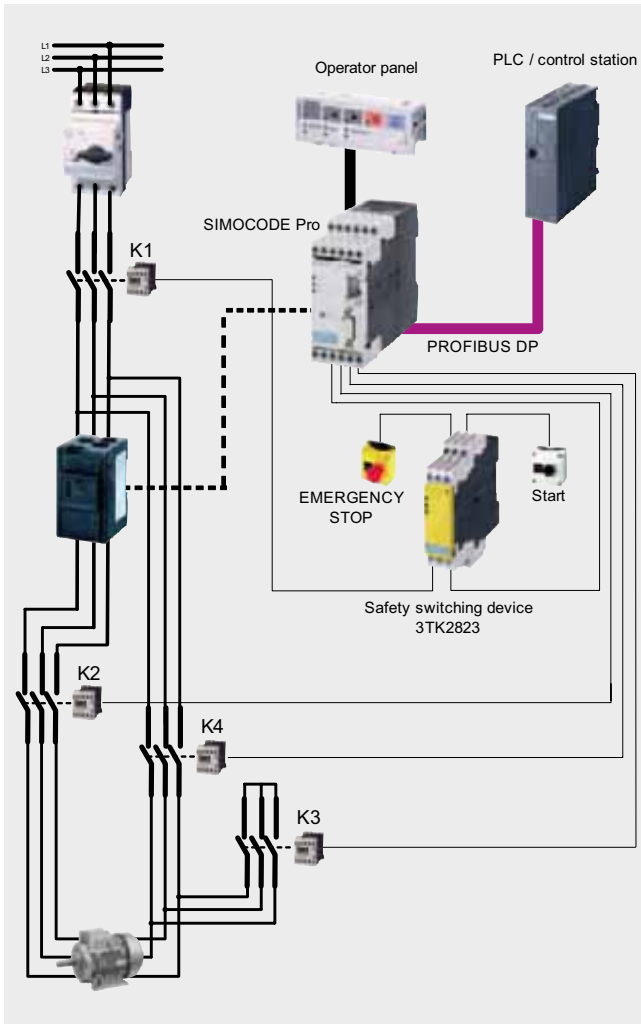 L1
L2
L3
Operator panel
PLC / control station
SIMOCODE Pro
K1
PROFIBUS DP
EMERGENCY
STOP
Start
Safety switching device
3TK2823
K2
K4
K3